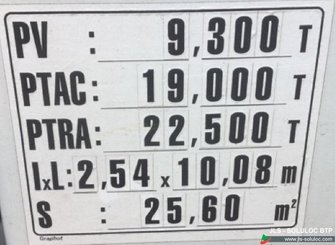 PV : 9,300 T
PTAC: 19,000 T
PTRA: 22,500 T
IxL: 2,54 x 10,08 m
S : 25,60 m²
Graphot
JLS - SOLULOC BTP
www.jls-soluloc.com